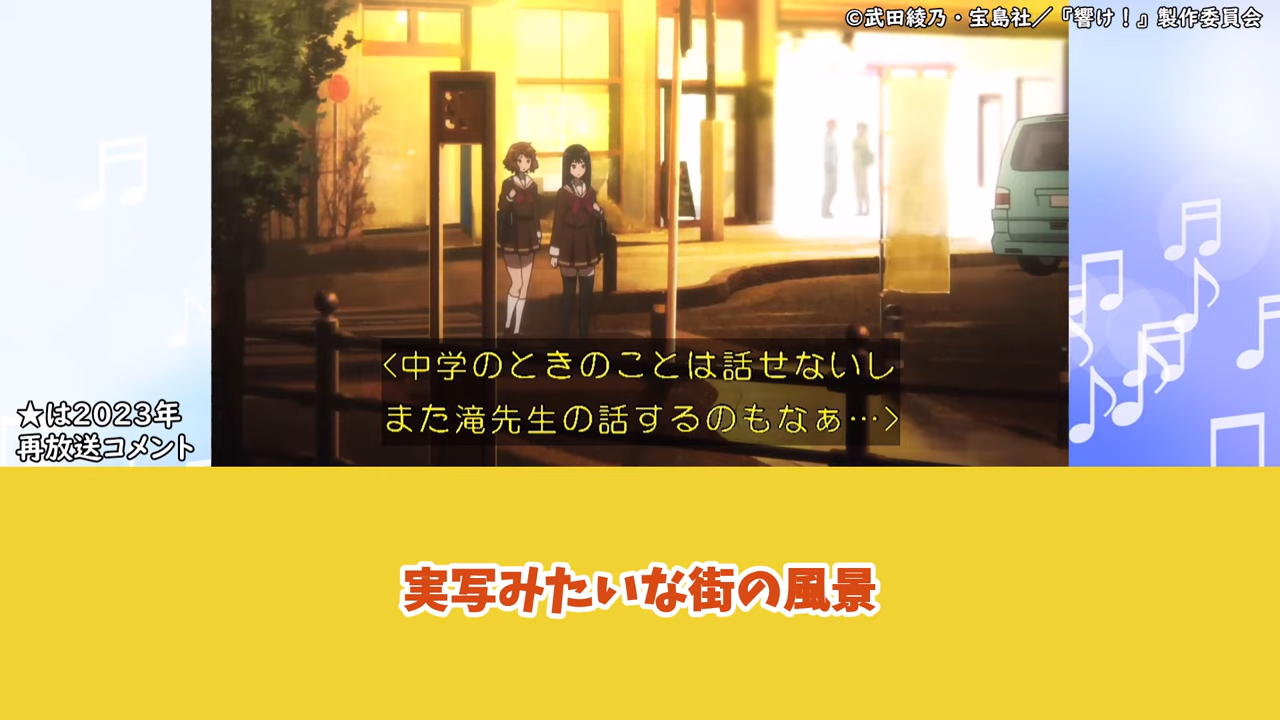 ©武田綾乃・宝島社／『響け！』製作委員会
<中学のときのことは話せないし
また滝先生の話するのもなぁ…>
★は2023年
再放送コメント
実写みたいな街の風景